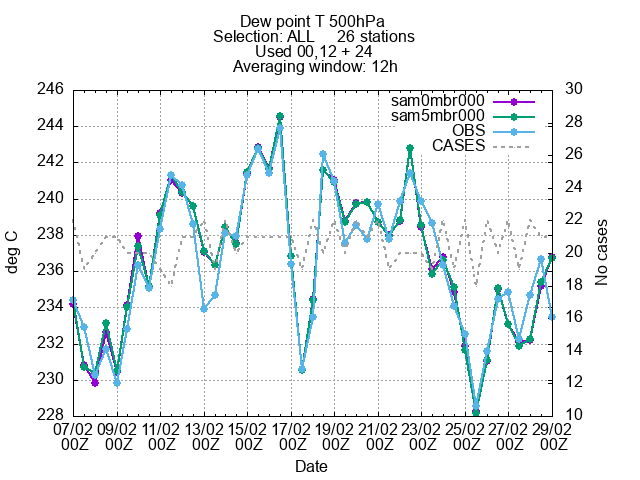 Dew point T 500hPa
Selection: ALL 26 stations
Used 00,12 + 24
Averaging window: 12h
sam0mbr000
sam5mbr000
OBS
CASES
deg C
246
244
242
240
238
236
234
232
230
228
No cases
30
28
26
24
22
20
18
16
14
12
10
07/02 09/02 11/02 13/02 15/02 17/02 19/02 21/02 23/02 25/02 27/02 29/02
00Z 00Z 00Z 00Z 00Z 00Z 00Z 00Z 00Z 00Z 00Z 00Z
Date